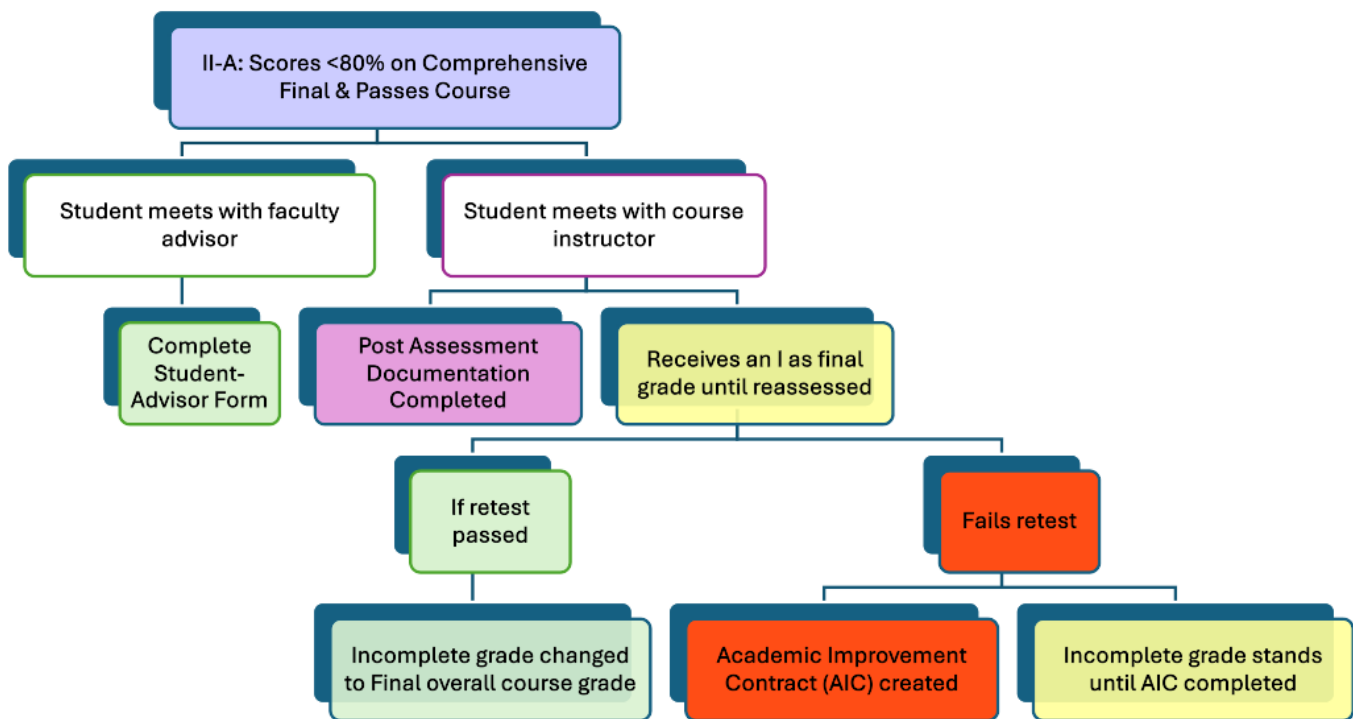 II-A: Scores <80% on Comprehensive
Final & Passes Course
Student meets with faculty
advisor
Student meets with course
instructor
Complete
Student-
Advisor Form
Post Assessment
Documentation
Completed
Receives an I as final
grade until reassessed
If retest
passed
Fails retest
Incomplete grade changed
to Final overall course grade
Academic Improvement
Contract (AIC) created
Incomplete grade stands
until AIC completed